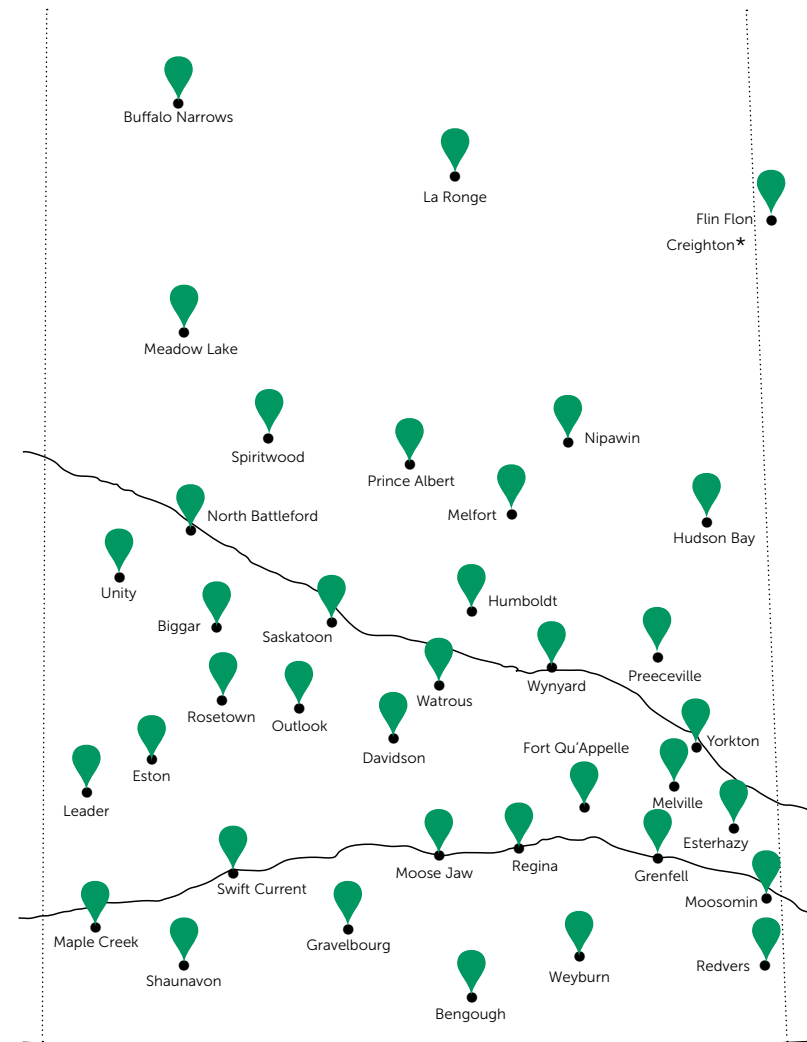 Buffalo Narrows
La Ronge
Flin Flon
Creighton*
Meadow Lake
Spiritwood
Prince Albert
Nipawin
Melfort
North Battleford
Hudson Bay
Unity
Biggar
Saskatoon
Humboldt
Preeceville
Wynyard
Watrous
Rosetown
Outlook
Davidson
Yorkton
Fort Qu’Appelle
Eston
Leader
Melville
Esterhazy
Moose Jaw
Regina
Grenfell
Swift Current
Moosomin
Maple Creek
Gravelbourg
Shaunavon
Weyburn
Redvers
Bengough